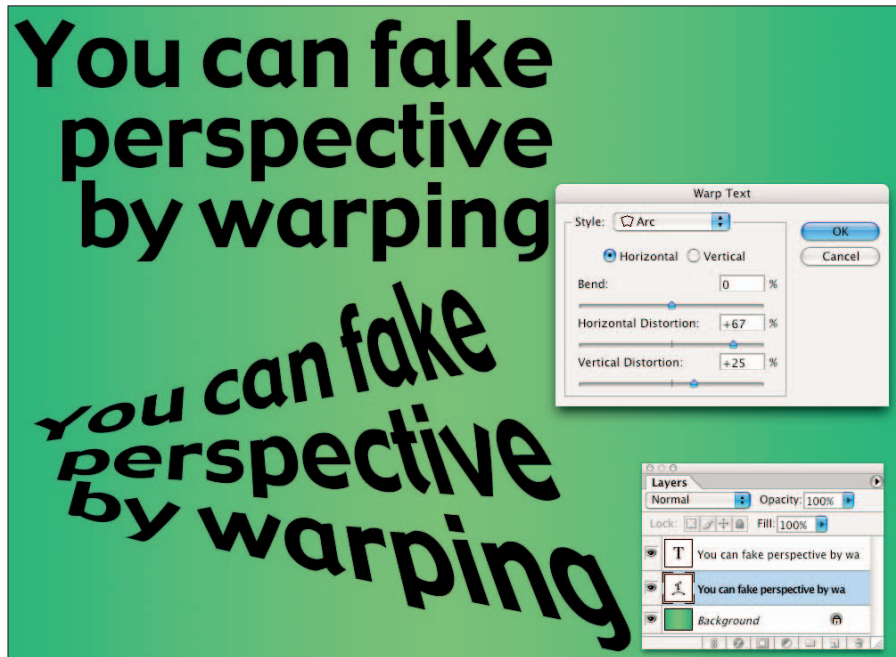 You can fake
perspective
by warping
You can fake
perspective
by warping
Warp Text
Style: Arc
OK
Horizontal Vertical
Cancel
Bend: 0 %
Horizontal Distortion: +67 %
Vertical Distortion: +25 %
Layers
Normal Opacity: 100%
Lock: Fill: 100%
T You can fake perspective by wa
You can fake perspective by wa
Background